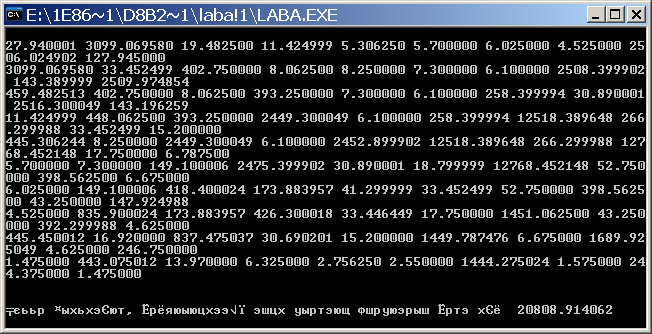 E:\1E86~1\D8B2~1\laba!1\LABA.EXE
27.940001 3099.069580 19.482500 11.424999 5.306250 5.700000 6.025000 4.525000 25
06.024902 127.945000
3099.069580 33.452499 402.750000 8.062500 8.250000 7.300000 6.100000 2508.399902
 143.389999 2509.974854
459.482513 402.750000 8.062500 393.250000 7.300000 6.100000 258.399994 30.890001
 2516.300049 143.196259
11.424999 448.062500 393.250000 2449.300049 6.100000 258.399994 12518.389648 266
.299988 33.452499 15.200000
445.306244 8.250000 2449.300049 6.100000 2452.899902 12518.389648 266.299988 127
68.452148 17.750000 6.787500
5.700000 7.300000 149.100006 2475.399902 30.890001 18.799999 12768.452148 52.750
000 398.562500 6.675000
6.025000 149.100006 418.400024 173.883957 41.299999 33.452499 52.750000 398.5625
00 43.250000 147.924988
4.525000 835.900024 173.883957 426.300018 33.446449 17.750000 1451.062500 43.250
000 392.299988 4.625000
445.450012 16.920000 837.475037 30.690201 15.200000 1449.787476 6.675000 1689.92
5049 4.625000 246.750000
1.475000 443.075012 13.970000 6.325000 2.756250 2.550000 1444.275024 1.575000 24
4.375000 1.475000
20808.914062